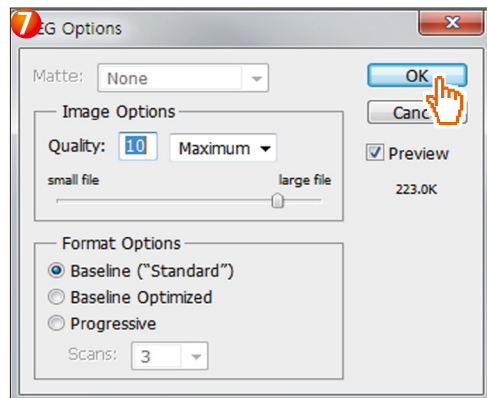 7
EG Options
Matte: None
OK
Image Options
Canc
Quality: 10 Maximum
Preview
small file large file
223.0K
Format Options
Baseline ("Standard")
Baseline Optimized
Progressive
Scans: 3